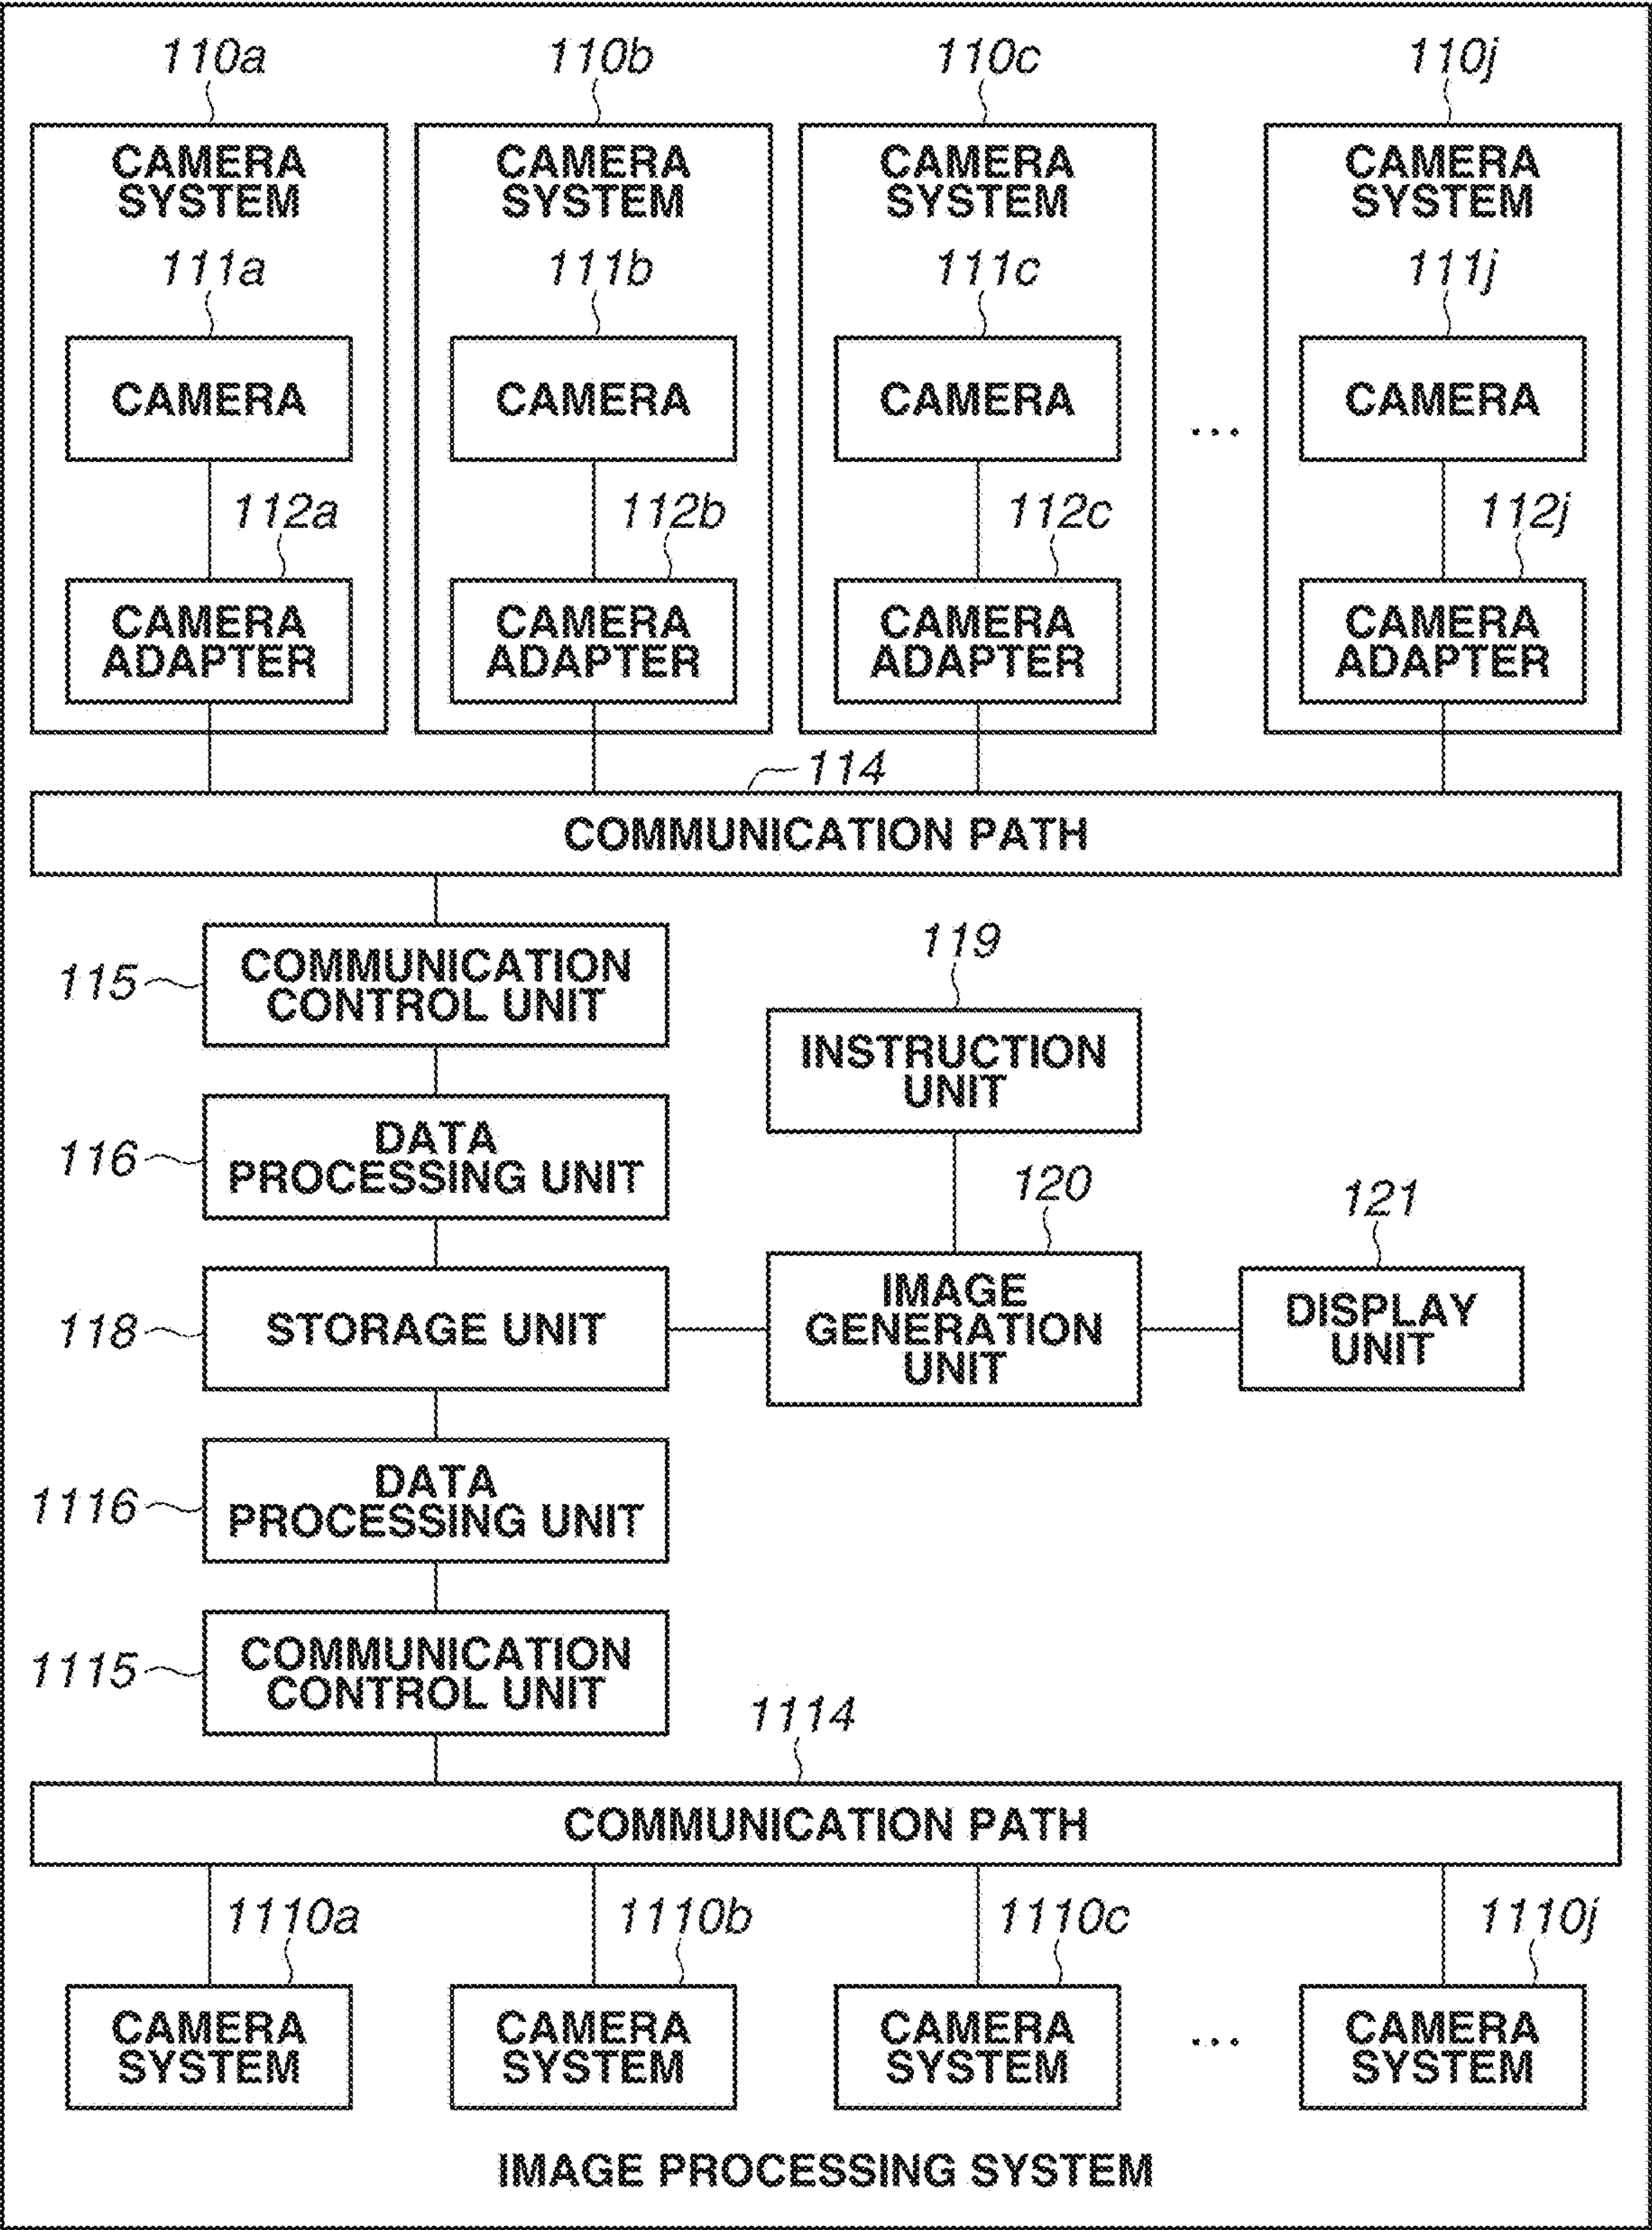 110a 110b 110c 110j
CAMERA SYSTEM CAMERA SYSTEM CAMERA SYSTEM CAMERA SYSTEM
111a 111b 111c 111j
CAMERA CAMERA CAMERA ... CAMERA
112a 112b 112c 112j
CAMERA ADAPTER CAMERA ADAPTER CAMERA ADAPTER CAMERA ADAPTER
114
COMMUNICATION PATH
115
COMMUNICATION
CONTROL UNIT
119
INSTRUCTION
UNIT
116
DATA
PROCESSING UNIT
120
121
118
STORAGE UNIT
IMAGE
GENERATION
UNIT
DISPLAY
UNIT
1116
DATA
PROCESSING UNIT
1115
COMMUNICATION
CONTROL UNIT
1114
COMMUNICATION PATH
1110a 1110b 1110c 1110j
CAMERA SYSTEM CAMERA SYSTEM CAMERA SYSTEM ... CAMERA SYSTEM
IMAGE PROCESSING SYSTEM